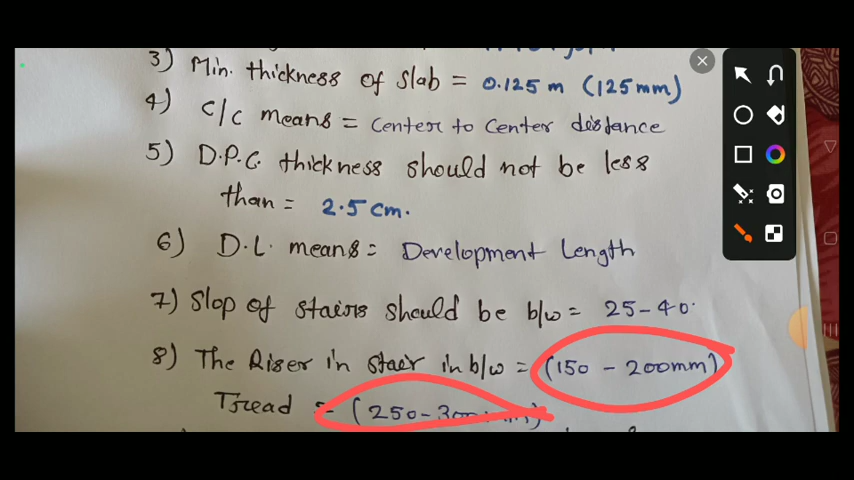 3) Min. thickness of slab = 0.125 m (125mm)
4) C/C means = Center to Center distance
5) D.P.C. thickness should not be less
than = 2.5 cm.
6) D.L. means = Development Length
7) Slop of stairs should be b/w = 25-40°
8) The Riser in stair in b/w = (150 - 200mm)
Tread = (250-300mm)